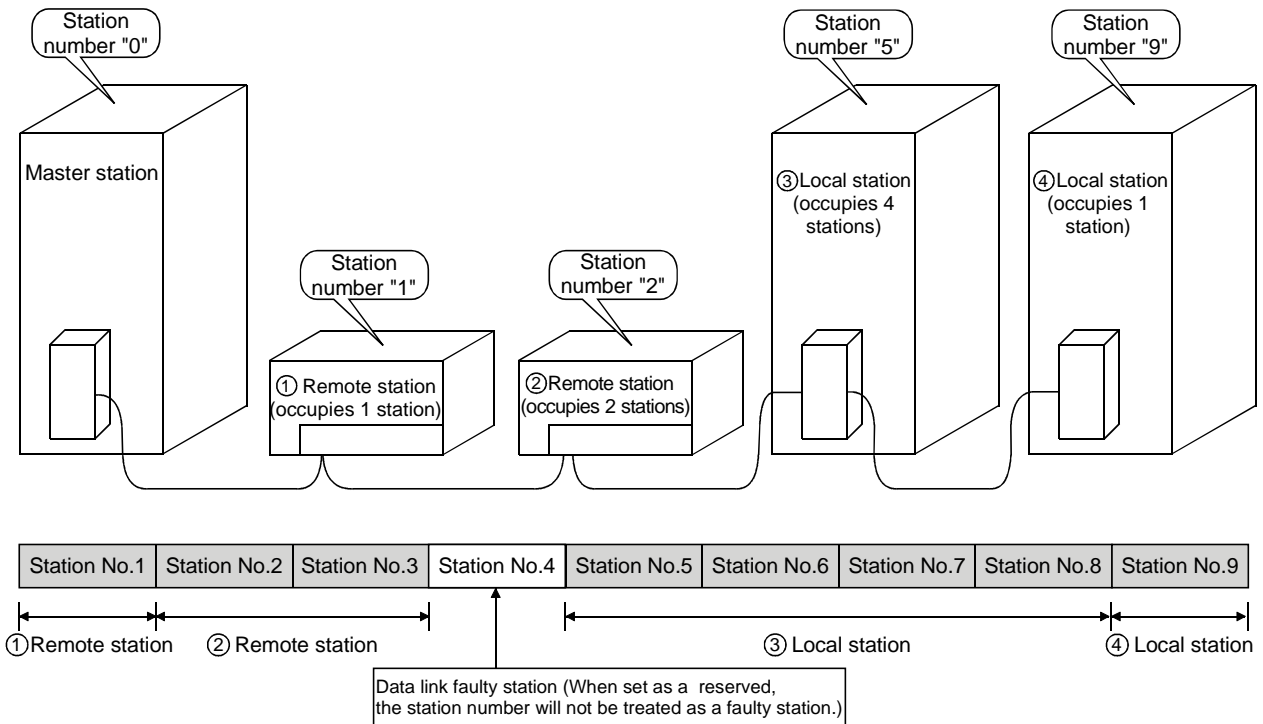 Station
number "0"
Station
number "5"
Station
number "9"
Master station
③Local station
(occupies 4
stations)
④Local station
(occupies 1
station)
Station
number "1"
Station
number "2"
① Remote station
(occupies 1 station)
②Remote station
(occupies 2 stations)
Station No.1 Station No.2 Station No.3 Station No.4 Station No.5 Station No.6 Station No.7 Station No.8 Station No.9
①Remote station ② Remote station ③ Local station ④ Local station
Data link faulty station (When set as a reserved,
the station number will not be treated as a faulty station.)